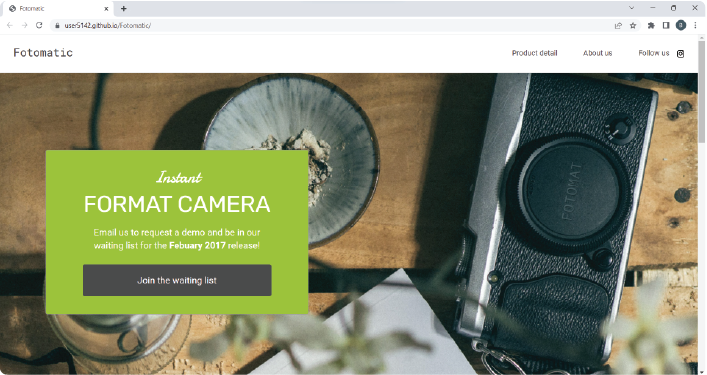 Fotomatic
user5142.github.io/Fotomatic/
B
Fotomatic
Product detail
About us
Follow us
Instant
FORMAT CAMERA
Email us to request a demo and be in our
waiting list for the Febuary 2017 release!
Join the waiting list
FOTOMAT